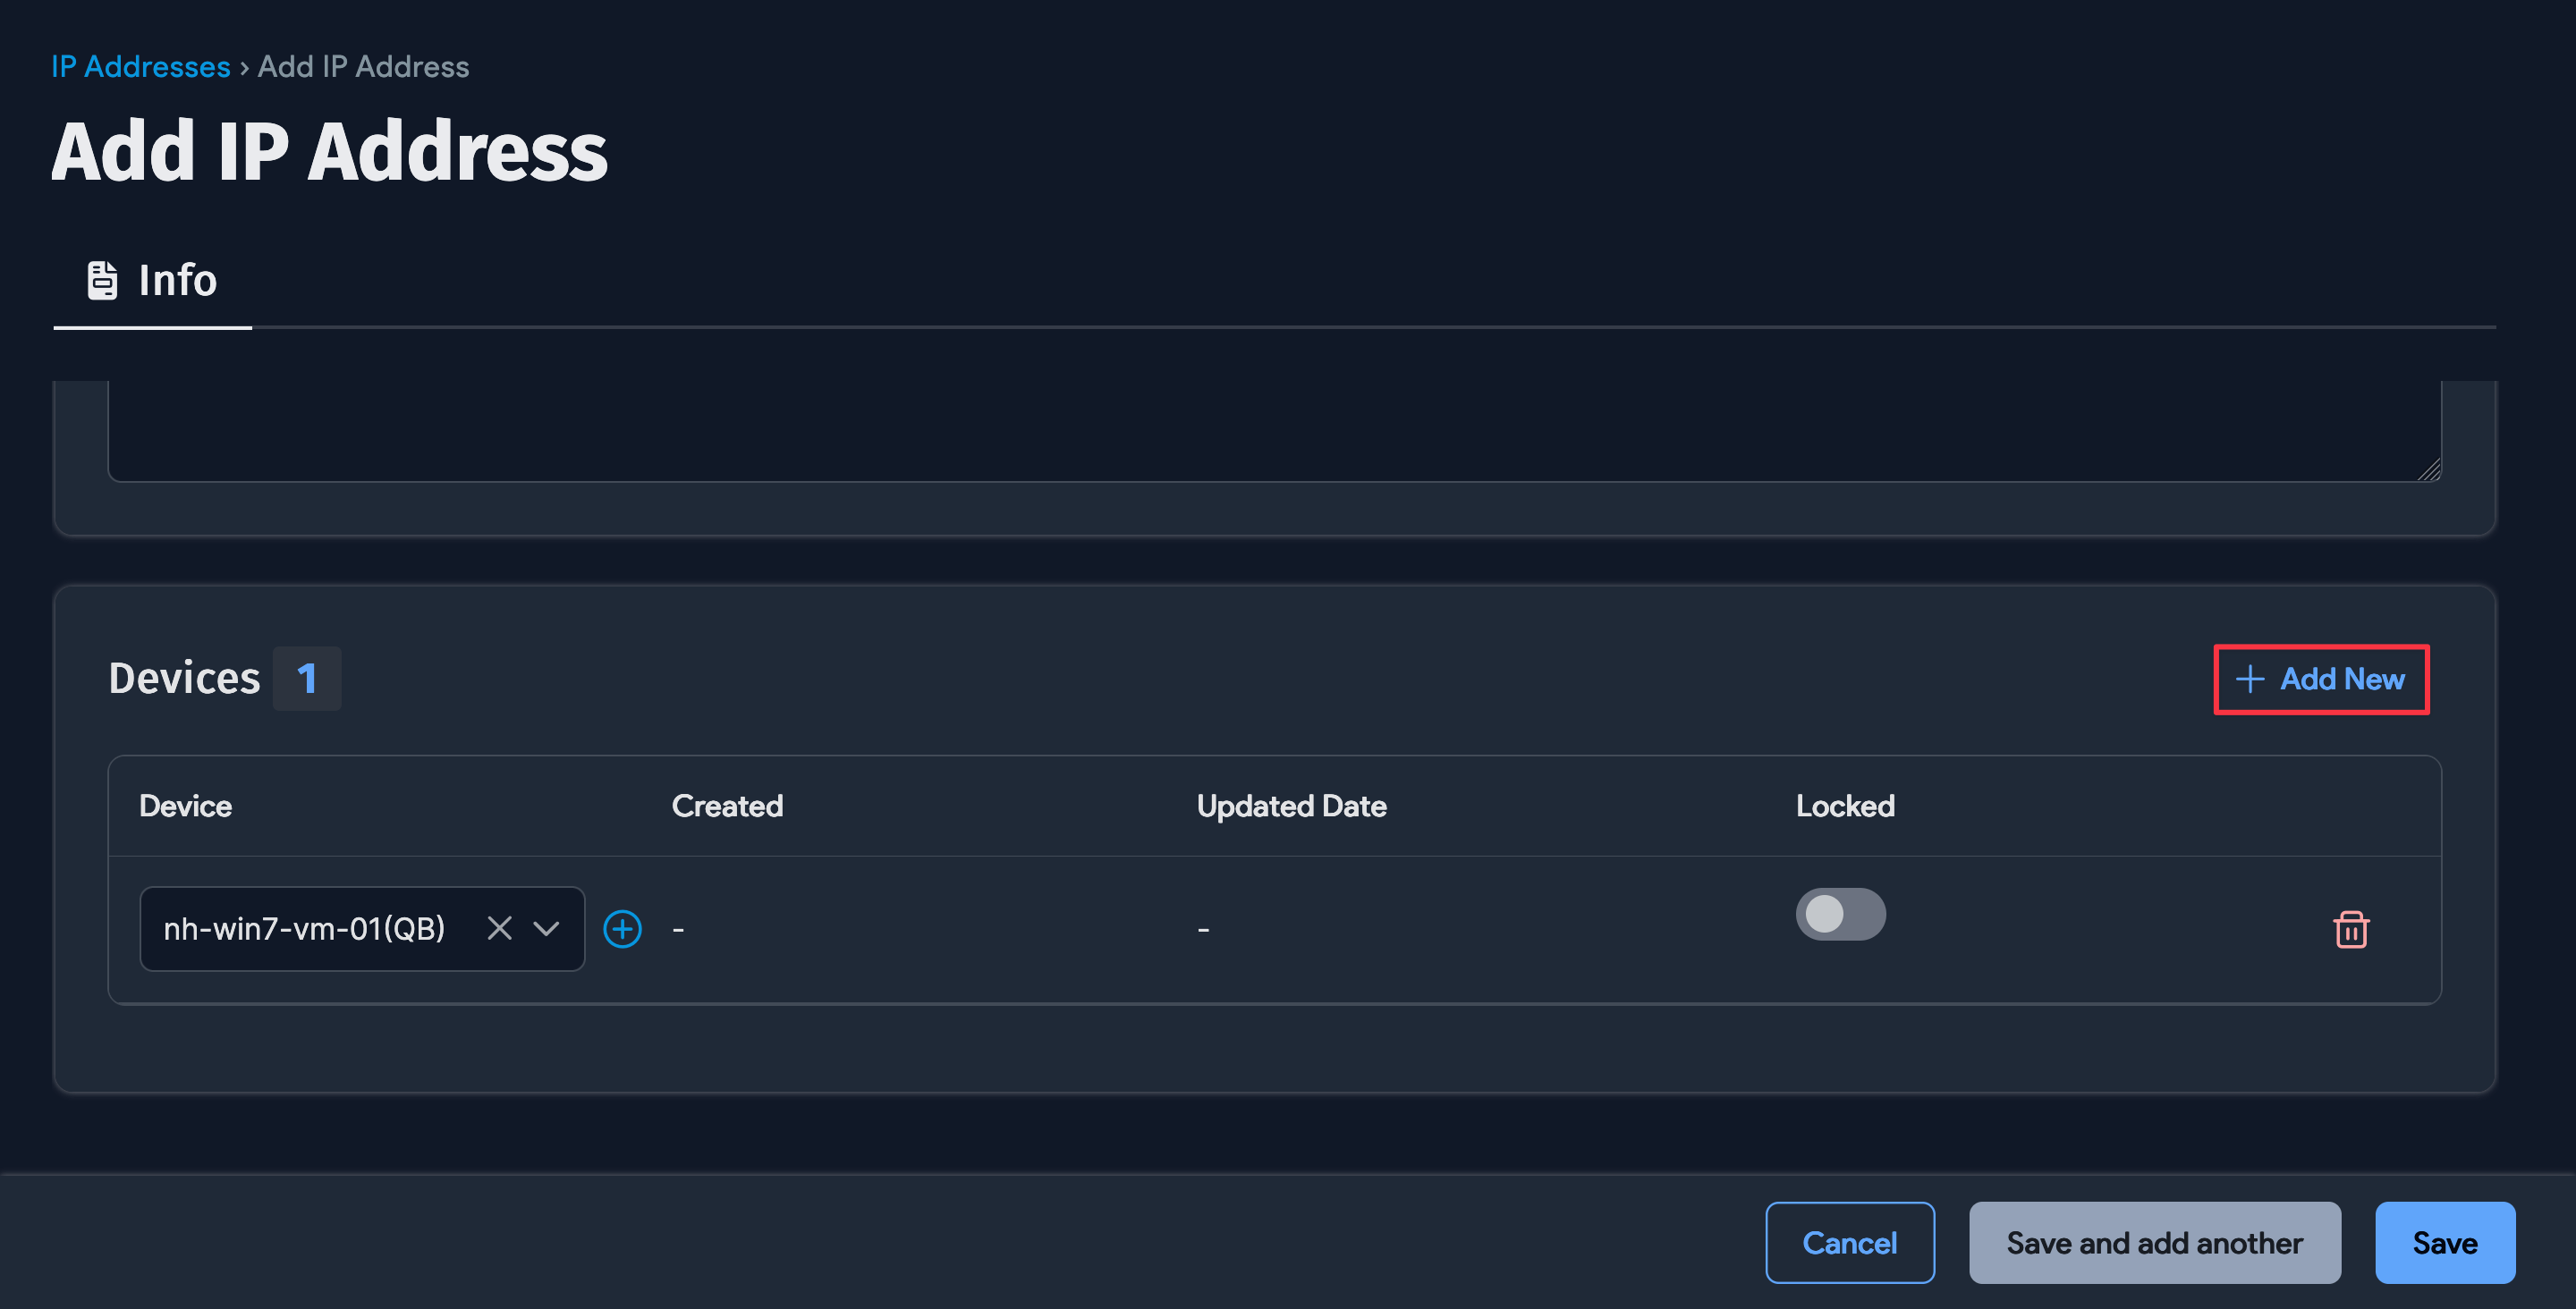 IP Addresses › Add IP Address
Add IP Address
Info
Devices 1
+ Add New
Device Created Updated Date Locked
nh-win7-vm-01(QB) - -
Cancel Save and add another Save